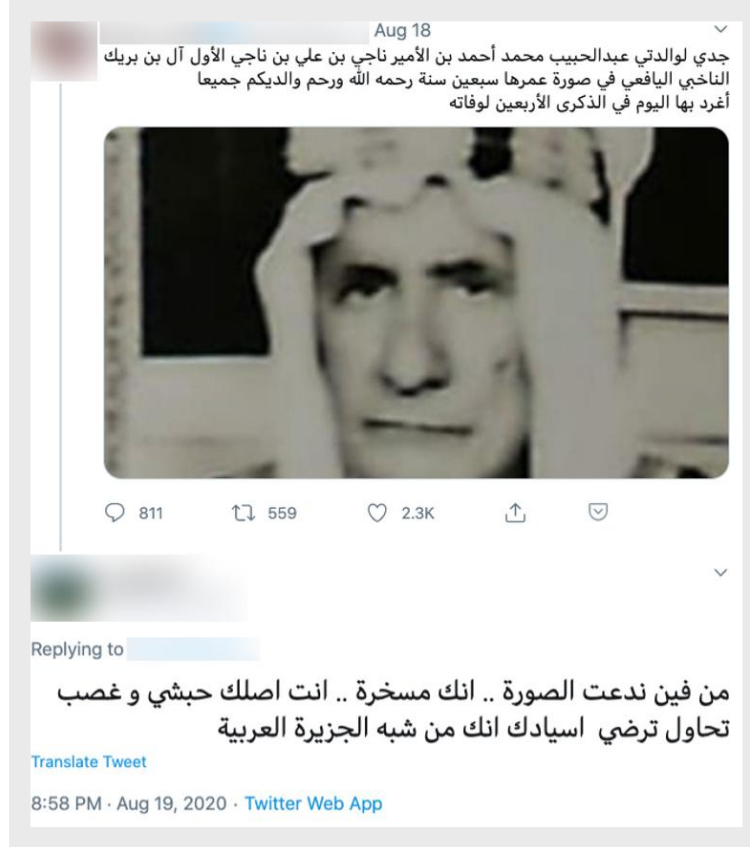 Aug 18
جدي لوالدتي عبدالحبيب محمد أحمد بن الأمير ناجي بن علي بن ناجي الأول آل بن بريك
الناخبي اليافعي في صورة عمرها سبعين سنة رحمه الله ورحم والديكم جميعا
أغرد بها اليوم في الذكرى الأربعين لوفاته
811 559 2.3K
Replying to
من فين ندعت الصورة .. انك مسخرة .. انت اصلك حبشي و غصب
تحاول ترضي اسيادك انك من شبه الجزيرة العربية
Translate Tweet
8:58 PM · Aug 19, 2020 · Twitter Web App